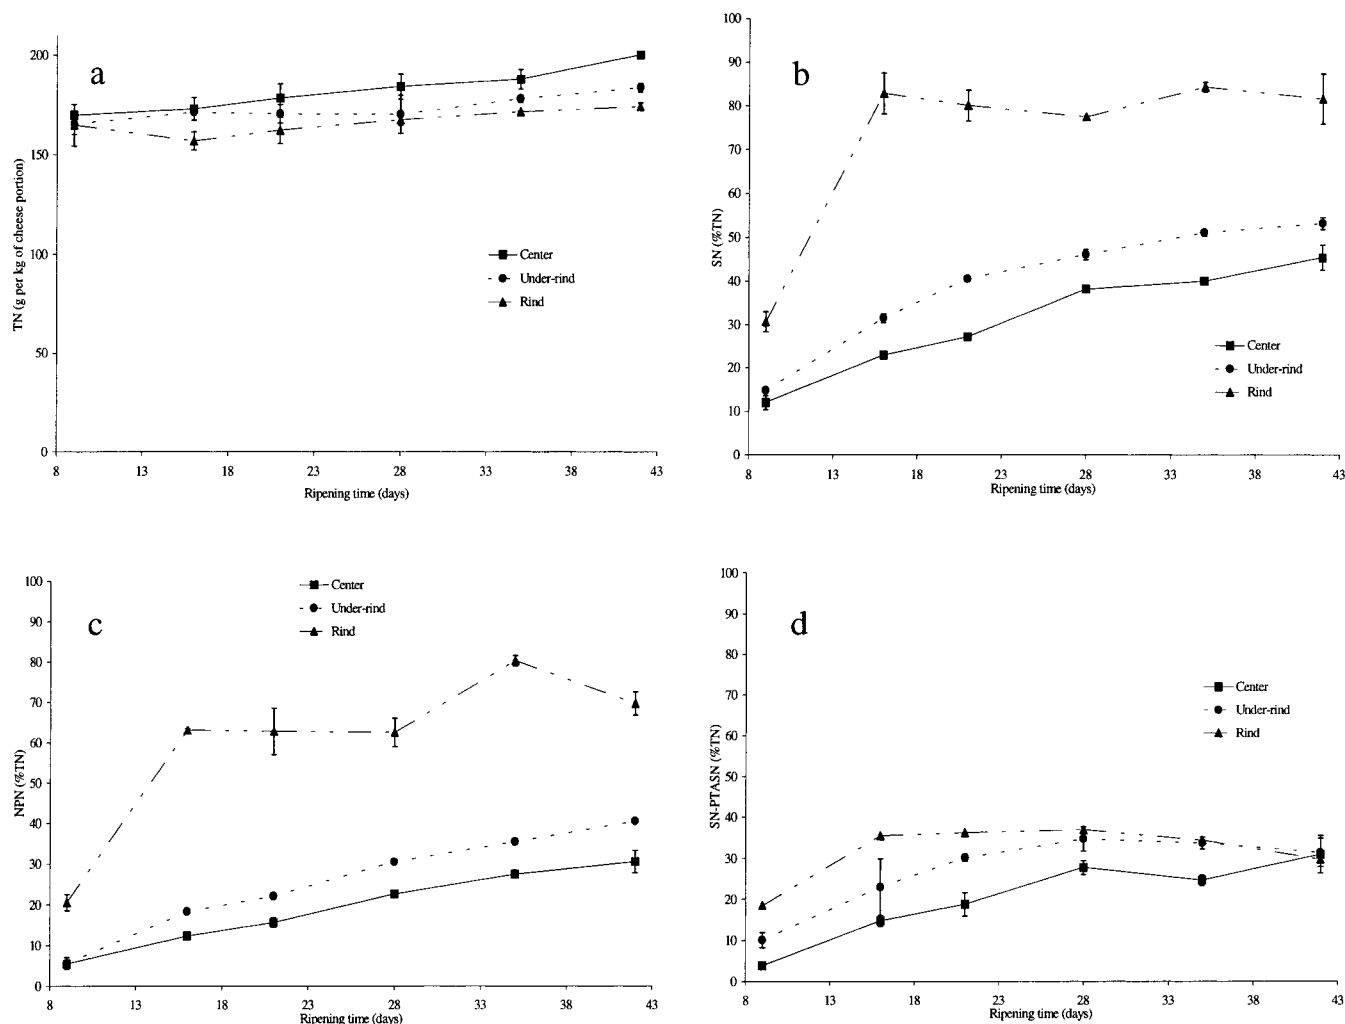 a
200
150
100
50
0
TN (g per kg of cheese portion)
Center
Under-rind
Rind
8 13 18 23 28 33 38 43
Ripening time (days)
b
100
90
80
70
60
50
40
30
20
10
0
SN (%TN)
Center
Under-rind
Rind
8 13 18 23 28 33 38 43
Ripening time (days)
c
100
90
80
70
60
50
40
30
20
10
0
NPN (%TN)
Center
Under-rind
Rind
8 13 18 23 28 33 38 43
Ripening time (days)
d
100
90
80
70
60
50
40
30
20
10
0
SN-PTASN (%TN)
Center
Under-rind
Rind
8 13 18 23 28 33 38 43
Ripening time (days)